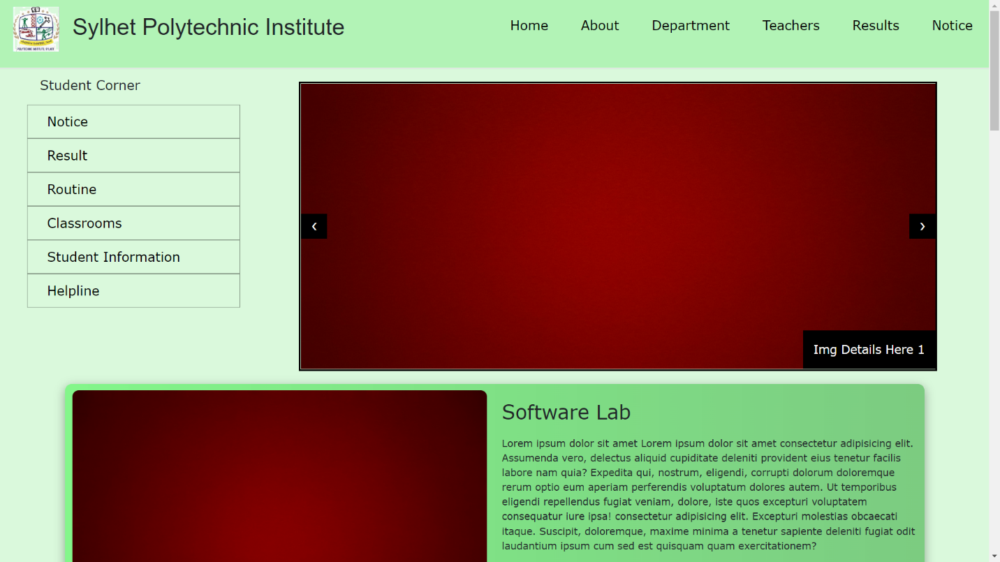 Sylhet Polytechnic Institute
Home About Department Teachers Results Notice
POLYTECHNIC INSTITUTE, SYLHET
Student Corner
Notice
Result
Routine
Classrooms
Student Information
Helpline
‹
›
Img Details Here 1
Software Lab
Lorem ipsum dolor sit amet Lorem ipsum dolor sit amet consectetur adipisicing elit.
Assumenda vero, delectus aliquid cupiditate deleniti provident eius tenetur facilis
labore nam quia? Expedita qui, nostrum, eligendi, corrupti dolorum doloremque
rerum optio eum aperiam perferendis voluptatum dolores autem. Ut temporibus
eligendi repellendus fugiat veniam, dolore, iste quos excepturi voluptatem
consequatur iure ipsa! consectetur adipisicing elit. Excepturi molestias obcaecati
itaque. Suscipit, doloremque, maxime minima a tenetur sapiente deleniti fugiat odit
laudantium ipsum cum sed est quisquam quam exercitationem?